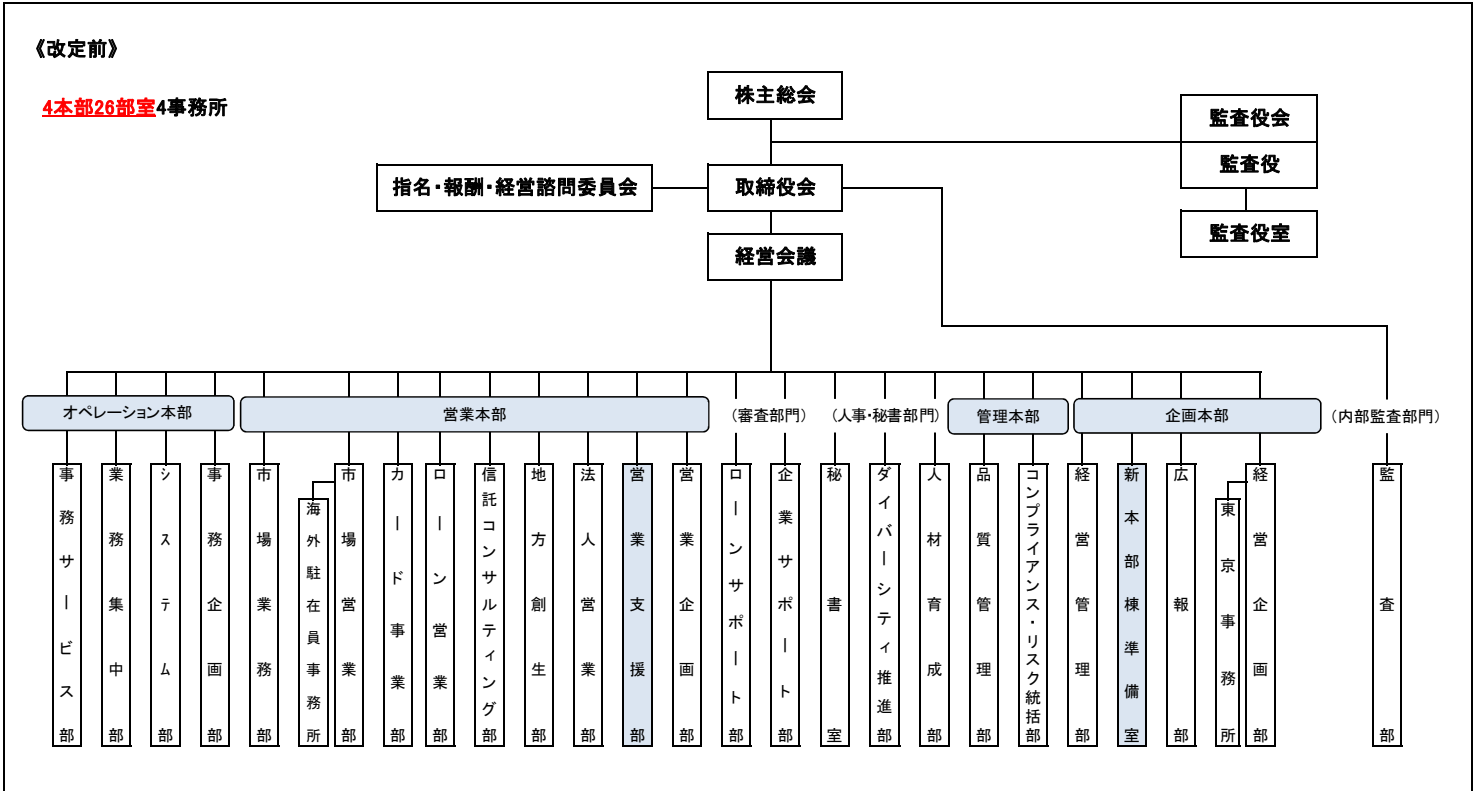 《改定前》
4本部26部室4事務所
株主総会
監査役会
監査役
監査役室
指名・報酬・経営諮問委員会
取締役会
経営会議
オペレーション本部
営業本部
（審査部門）
（人事・秘書部門）
管理本部
企画本部
（内部監査部門）
事務サービス部
業務集中部
システム部
事務企画部
市場業務部
海外駐在員事務所
市場営業部
カード事業部
ローン営業部
信託コンサルティング部
地方創生部
法人営業部
営業支援部
営業企画部
ローンサポート部
企業サポート部
秘書室
ダイバーシティ推進部
人材育成部
品質管理部
コンプライアンス・リスク統括部
経営管理部
新本部棟準備室
広報部
東京事務所
経営企画部
監査部